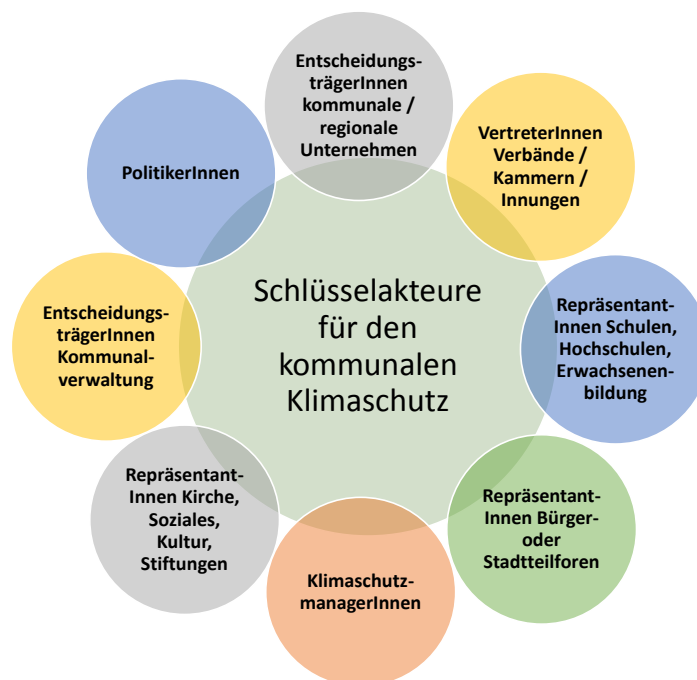 Entscheidungs-
trägerInnen
kommunale /
regionale
Unternehmen
VertreterInnen
Verbände /
Kammern /
Innungen
Repräsentant-
Innen Schulen,
Hochschulen,
Erwachsenen-
bildung
Repräsentant-
Innen Bürger-
oder
Stadtteilforen
Klimaschutz-
managerInnen
Repräsentant-
Innen Kirche,
Soziales,
Kultur,
Stiftungen
Entscheidungs-
trägerInnen
Kommunal-
verwaltung
PolitikerInnen
Schlüsselakteure
für den
kommunalen
Klimaschutz